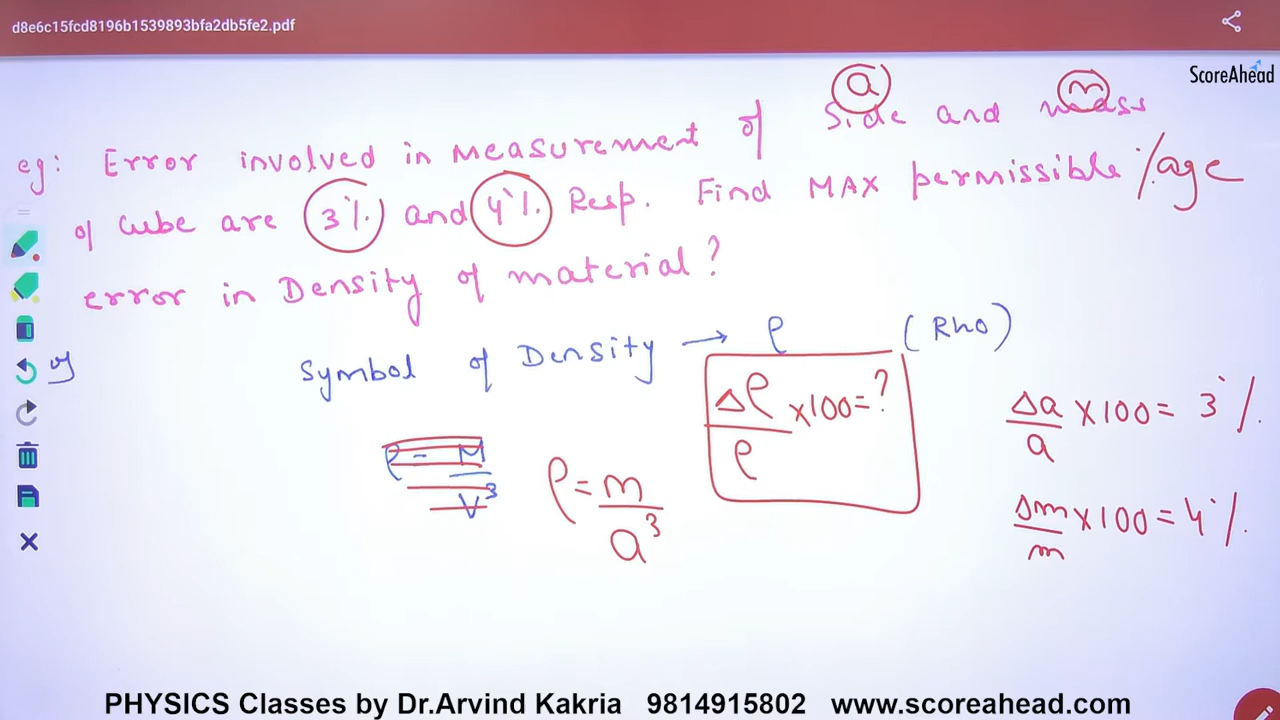 d8e6c15fcd8196b1539893bfa2db5fe2.pdf
ScoreAhead
a m
eg: Error involved in measurement of side and mass
of cube are 3% and 4% Resp. Find MAX permissible %age
error in Density of material?
Symbol of Density → ρ (Rho)
ρ = M/V³
ρ = m/a³
Δρ/ρ ×100 = ?
Δa/a ×100 = 3%.
Δm/m ×100 = 4%.
PHYSICS Classes by Dr.Arvind Kakria 9814915802 www.scoreahead.com